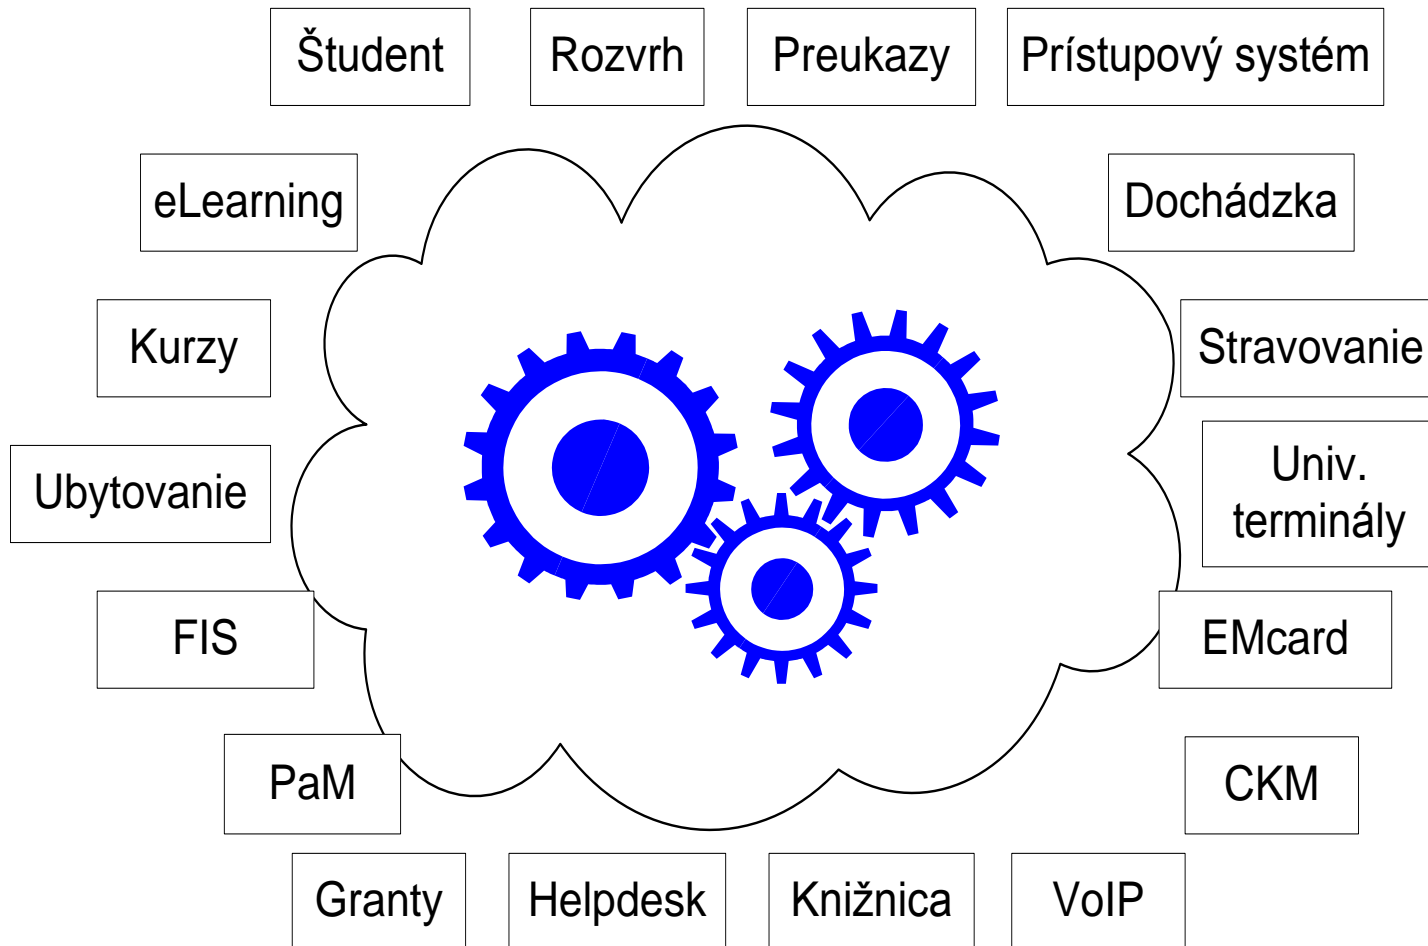 Študent
Rozvrh
Preukazy
Prístupový systém
eLearning
Dochádzka
Kurzy
Stravovanie
Ubytovanie
Univ.
terminály
FIS
EMcard
PaM
CKM
Granty
Helpdesk
Knižnica
VoIP